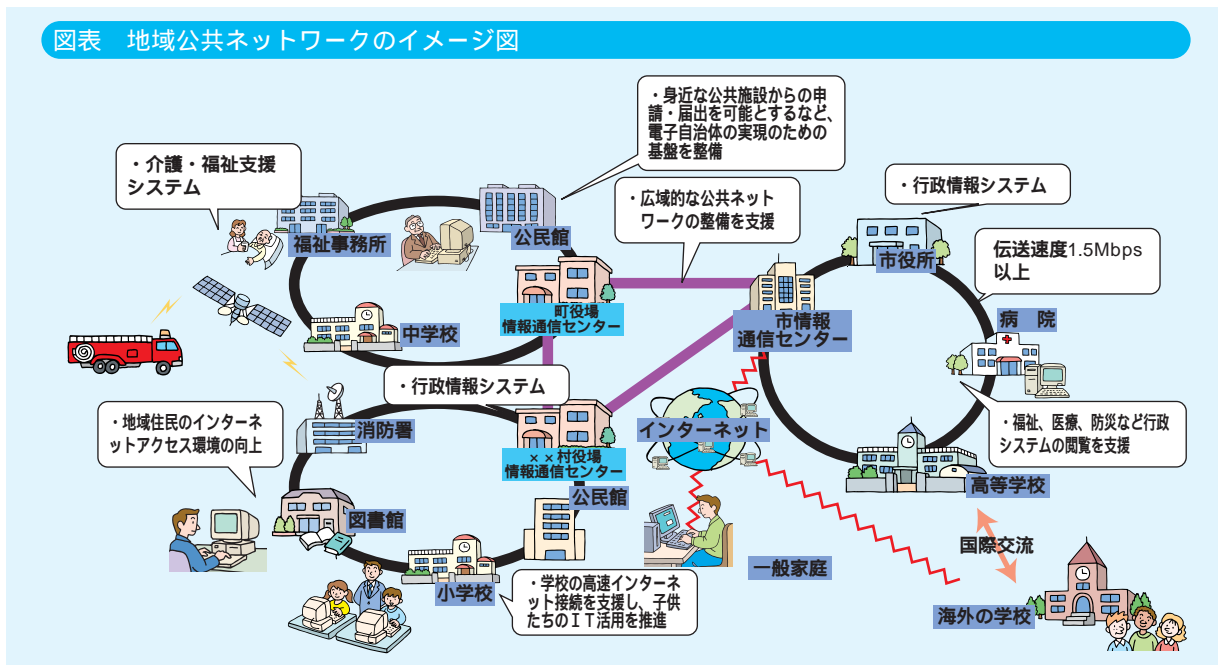 図表　地域公共ネットワークのイメージ図
・身近な公共施設からの申
請・届出を可能とするなど、
電子自治体の実現のための
基盤を整備
・介護・福祉支援
システム
・広域的な公共ネット
ワークの整備を支援
・行政情報システム
福祉事務所
公民館
市役所
伝送速度1.5Mbps
以上
町役場
情報通信センター
中学校
市情報
通信センター
病　院
・行政情報システム
・地域住民のインターネ
ットアクセス環境の向上
消防署
インターネット
・福祉、医療、防災など行政
システムの閲覧を支援
××村役場
情報通信センター
公民館
高等学校
図書館
国際交流
一般家庭
小学校
・学校の高速インターネ
ット接続を支援し、子供
たちのＩＴ活用を推進
海外の学校